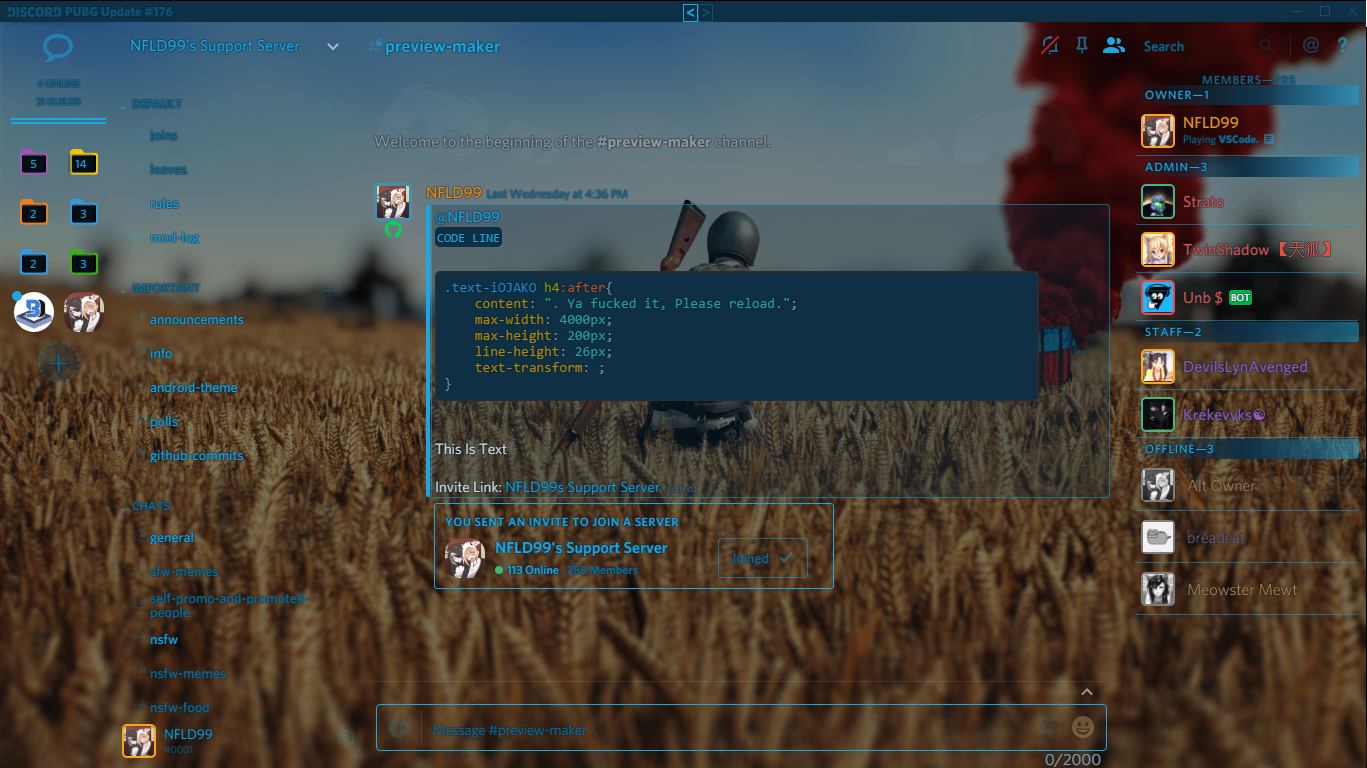 DISCORD PUBG Update #176
< >
NFLD99's Support Server
#preview-maker
Search
@ ?
4 ONLINE
31 GUILDS
5
14
2
3
2
3
DEFAULT
joins
leaves
rules
mod-log
IMPORTANT
announcements
info
android-theme
polls
github-commits
CHATS
general
sfw-memes
self-promo-and-promoted-
people
nsfw
nsfw-memes
nsfw-food
NFLD99
#0001
Welcome to the beginning of the #preview-maker channel.
NFLD99 Last Wednesday at 4:36 PM
@NFLD99
CODE LINE
.text-iOJAKO h4:after{
content: ". Ya fucked it, Please reload.";
max-width: 4000px;
max-height: 200px;
line-height: 26px;
text-transform: ;
}
This Is Text
Invite Link: NFLD99s Support Server (edited)
YOU SENT AN INVITE TO JOIN A SERVER
NFLD99's Support Server
113 Online 285 Members
Joined
Message #preview-maker
0/2000
MEMBERS—285
OWNER—1
NFLD99
Playing VSCode.
ADMIN—3
Strato
TwinShadow 【天狐】
Unb $ BOT
STAFF—2
DevilsLynAvenged
Krekevyks☯
OFFLINE—3
Alt Owner
breadcat
Meowster Mewt